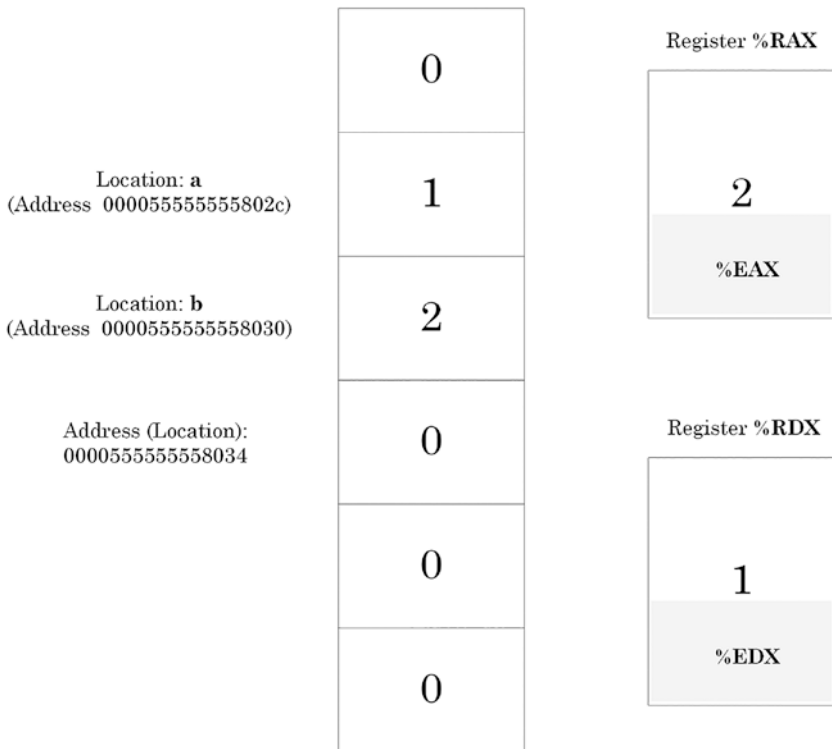 0
Register %RAX
Location: a
(Address 000055555555802c)
1
2
%EAX
Location: b
(Address 0000555555558030)
2
Address (Location):
0000555555558034
0
Register %RDX
0
1
%EDX
0